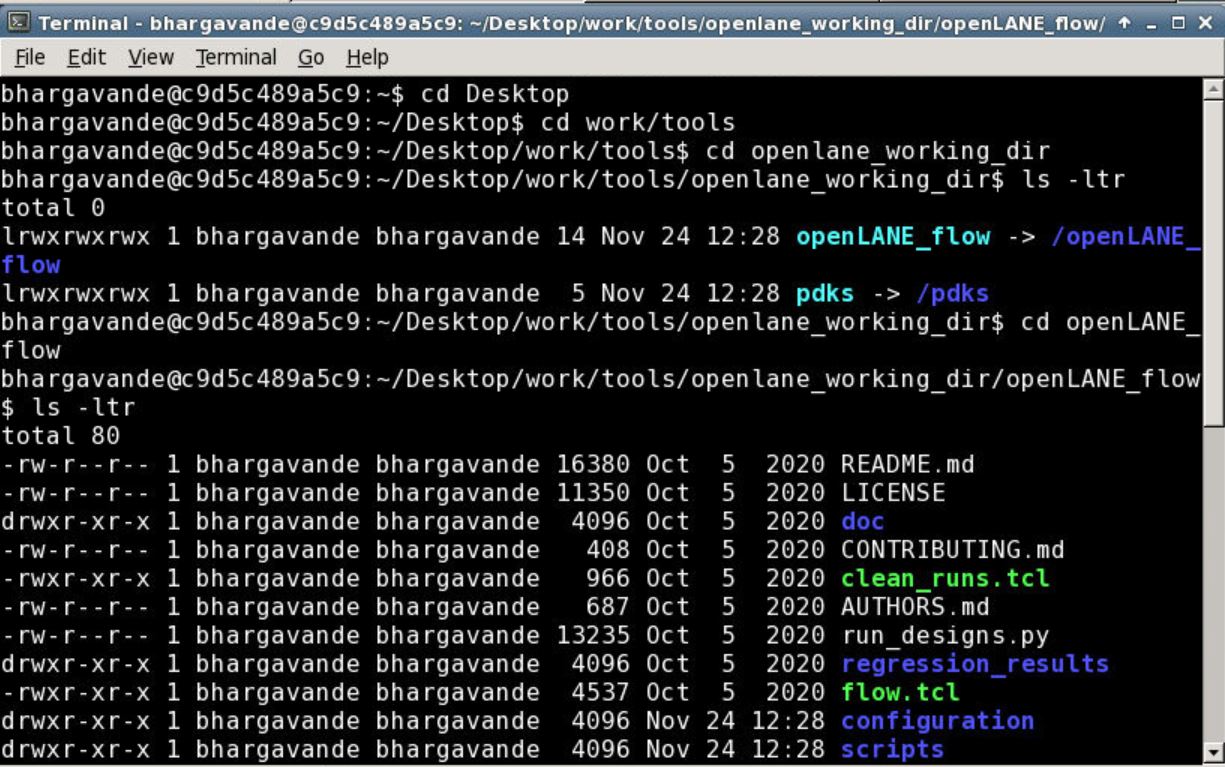 Terminal - bhargavande@c9d5c489a5c9: ~/Desktop/work/tools/openlane_working_dir/openLANE_flow/
File Edit View Terminal Go Help
bhargavande@c9d5c489a5c9:~$ cd Desktop
bhargavande@c9d5c489a5c9:~/Desktop$ cd work/tools
bhargavande@c9d5c489a5c9:~/Desktop/work/tools$ cd openlane_working_dir
bhargavande@c9d5c489a5c9:~/Desktop/work/tools/openlane_working_dir$ ls -ltr
total 0
lrwxrwxrwx 1 bhargavande bhargavande 14 Nov 24 12:28 openLANE_flow -> /openLANE_
flow
lrwxrwxrwx 1 bhargavande bhargavande  5 Nov 24 12:28 pdks -> /pdks
bhargavande@c9d5c489a5c9:~/Desktop/work/tools/openlane_working_dir$ cd openLANE_
flow
bhargavande@c9d5c489a5c9:~/Desktop/work/tools/openlane_working_dir/openLANE_flow
$ ls -ltr
total 80
-rw-r--r-- 1 bhargavande bhargavande 16380 Oct  5  2020 README.md
-rw-r--r-- 1 bhargavande bhargavande 11350 Oct  5  2020 LICENSE
drwxr-xr-x 1 bhargavande bhargavande  4096 Oct  5  2020 doc
-rw-r--r-- 1 bhargavande bhargavande   408 Oct  5  2020 CONTRIBUTING.md
-rwxr-xr-x 1 bhargavande bhargavande   966 Oct  5  2020 clean_runs.tcl
-rw-r--r-- 1 bhargavande bhargavande   687 Oct  5  2020 AUTHORS.md
-rw-r--r-- 1 bhargavande bhargavande 13235 Oct  5  2020 run_designs.py
drwxr-xr-x 1 bhargavande bhargavande  4096 Oct  5  2020 regression_results
-rwxr-xr-x 1 bhargavande bhargavande  4537 Oct  5  2020 flow.tcl
drwxr-xr-x 1 bhargavande bhargavande  4096 Nov 24 12:28 configuration
drwxr-xr-x 1 bhargavande bhargavande  4096 Nov 24 12:28 scripts